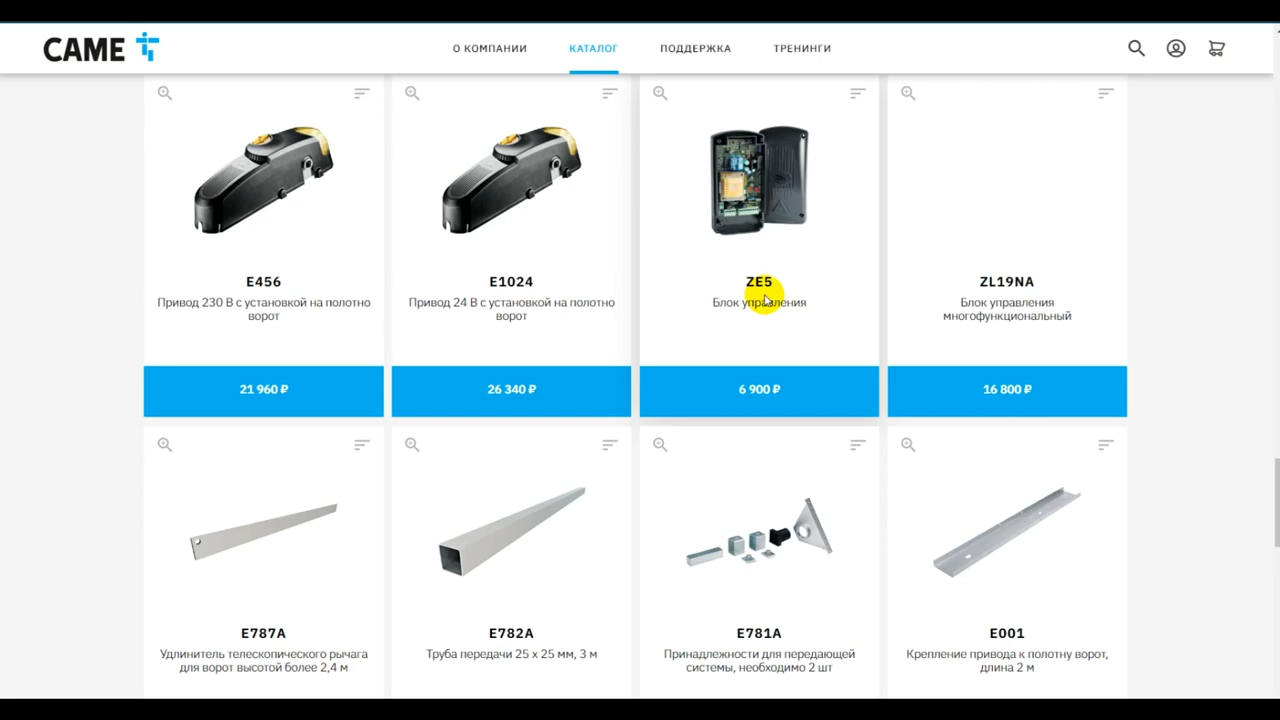 CAME
О КОМПАНИИ
КАТАЛОГ
ПОДДЕРЖКА
ТРЕНИНГИ
E456
Привод 230 В с установкой на полотно
ворот
21 960 ₽
E1024
Привод 24 В с установкой на полотно
ворот
26 340 ₽
ZE5
Блок управления
6 900 ₽
ZL19NA
Блок управления
многофункциональный
16 800 ₽
E787A
Удлинитель телескопического рычага
для ворот высотой более 2,4 м
E782A
Труба передачи 25 x 25 мм, 3 м
E781A
Принадлежности для передающей
системы, необходимо 2 шт
E001
Крепление привода к полотну ворот,
длина 2 м